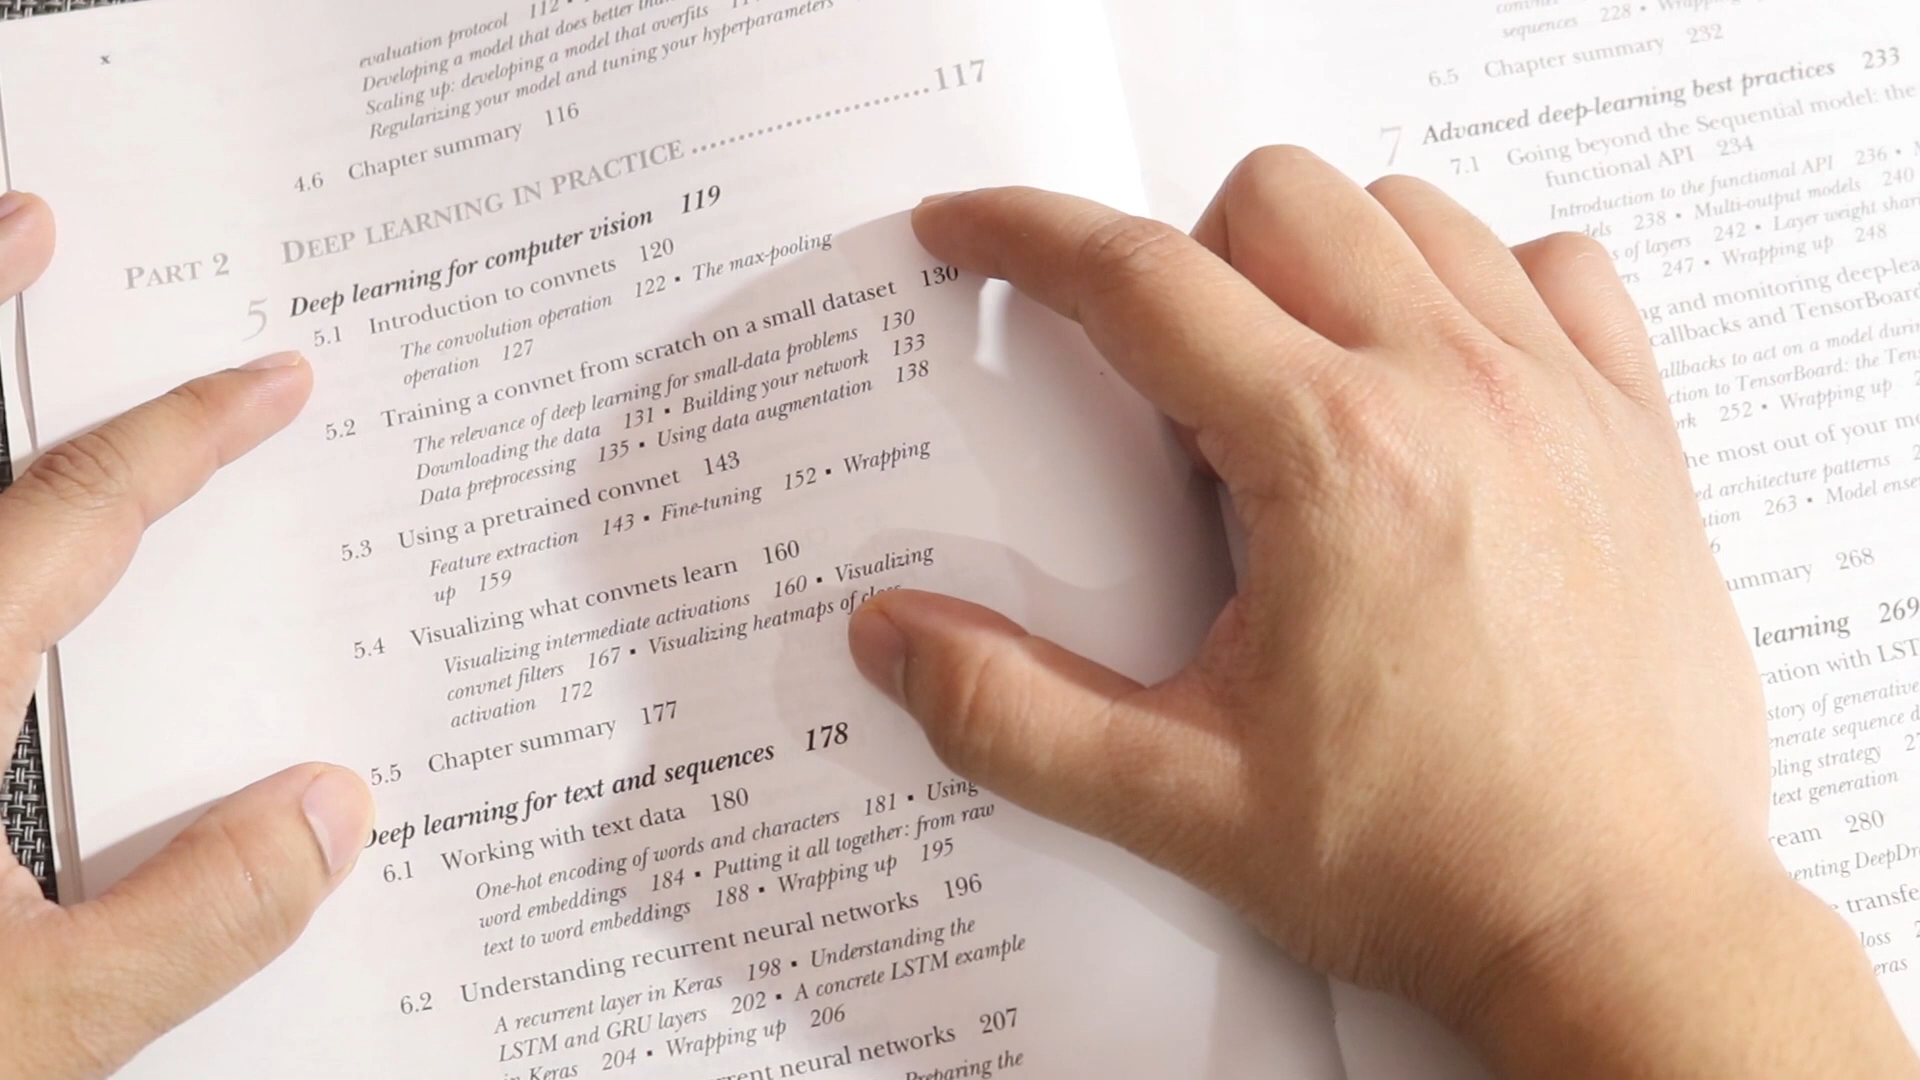 x
evaluation protocol 112 •
Developing a model that does better
Scaling up: developing a model that overfits
Regularizing your model and tuning your hyperparameters
4.6 Chapter summary 116
PART 2 DEEP LEARNING IN PRACTICE ..............................117
5 Deep learning for computer vision 119
5.1 Introduction to convnets 120
The convolution operation 122 ▪ The max-pooling
operation 127
5.2 Training a convnet from scratch on a small dataset 130
The relevance of deep learning for small-data problems 130
Downloading the data 131 ▪ Building your network 133
Data preprocessing 135 ▪ Using data augmentation 138
5.3 Using a pretrained convnet 143
Feature extraction 143 ▪ Fine-tuning 152 ▪ Wrapping
up 159
5.4 Visualizing what convnets learn 160
Visualizing intermediate activations 160 ▪ Visualizing
convnet filters 167 ▪ Visualizing heatmaps of
activation 172
5.5 Chapter summary 177
Deep learning for text and sequences 178
6.1 Working with text data 180
One-hot encoding of words and characters 181 ▪ Using
word embeddings 184 ▪ Putting it all together: from raw
text to word embeddings 188 ▪ Wrapping up 195
6.2 Understanding recurrent neural networks 196
A recurrent layer in Keras 198 ▪ Understanding the
LSTM and GRU layers 202 ▪ A concrete LSTM example
in Keras 204 ▪ Wrapping up 206
neural networks 207
Preparing the
sequences 228 ▪
6.5 Chapter summary 232
7 Advanced deep-learning best practices 233
7.1 Going beyond the Sequential model: the
functional API 234
Introduction to the functional API 236 ▪
238 ▪ Multi-output models 240
of layers 242 ▪ Layer weight
247 ▪ Wrapping up 248
and monitoring
callbacks and TensorBoard
to act on a model
to TensorBoard: the
252 ▪ Wrapping up
most out of your
architecture patterns
263 ▪ Model
268
learning 269
with
of generative
sequence
strategy
text generation
280
loss